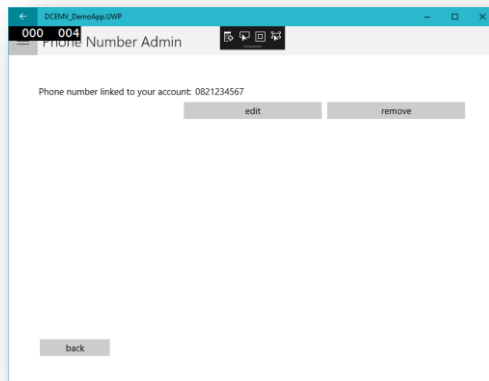 DCEMV_DemoApp.UWP
000 004
Phone Number Admin
Phone number linked to your account: 0821234567
edit remove
back